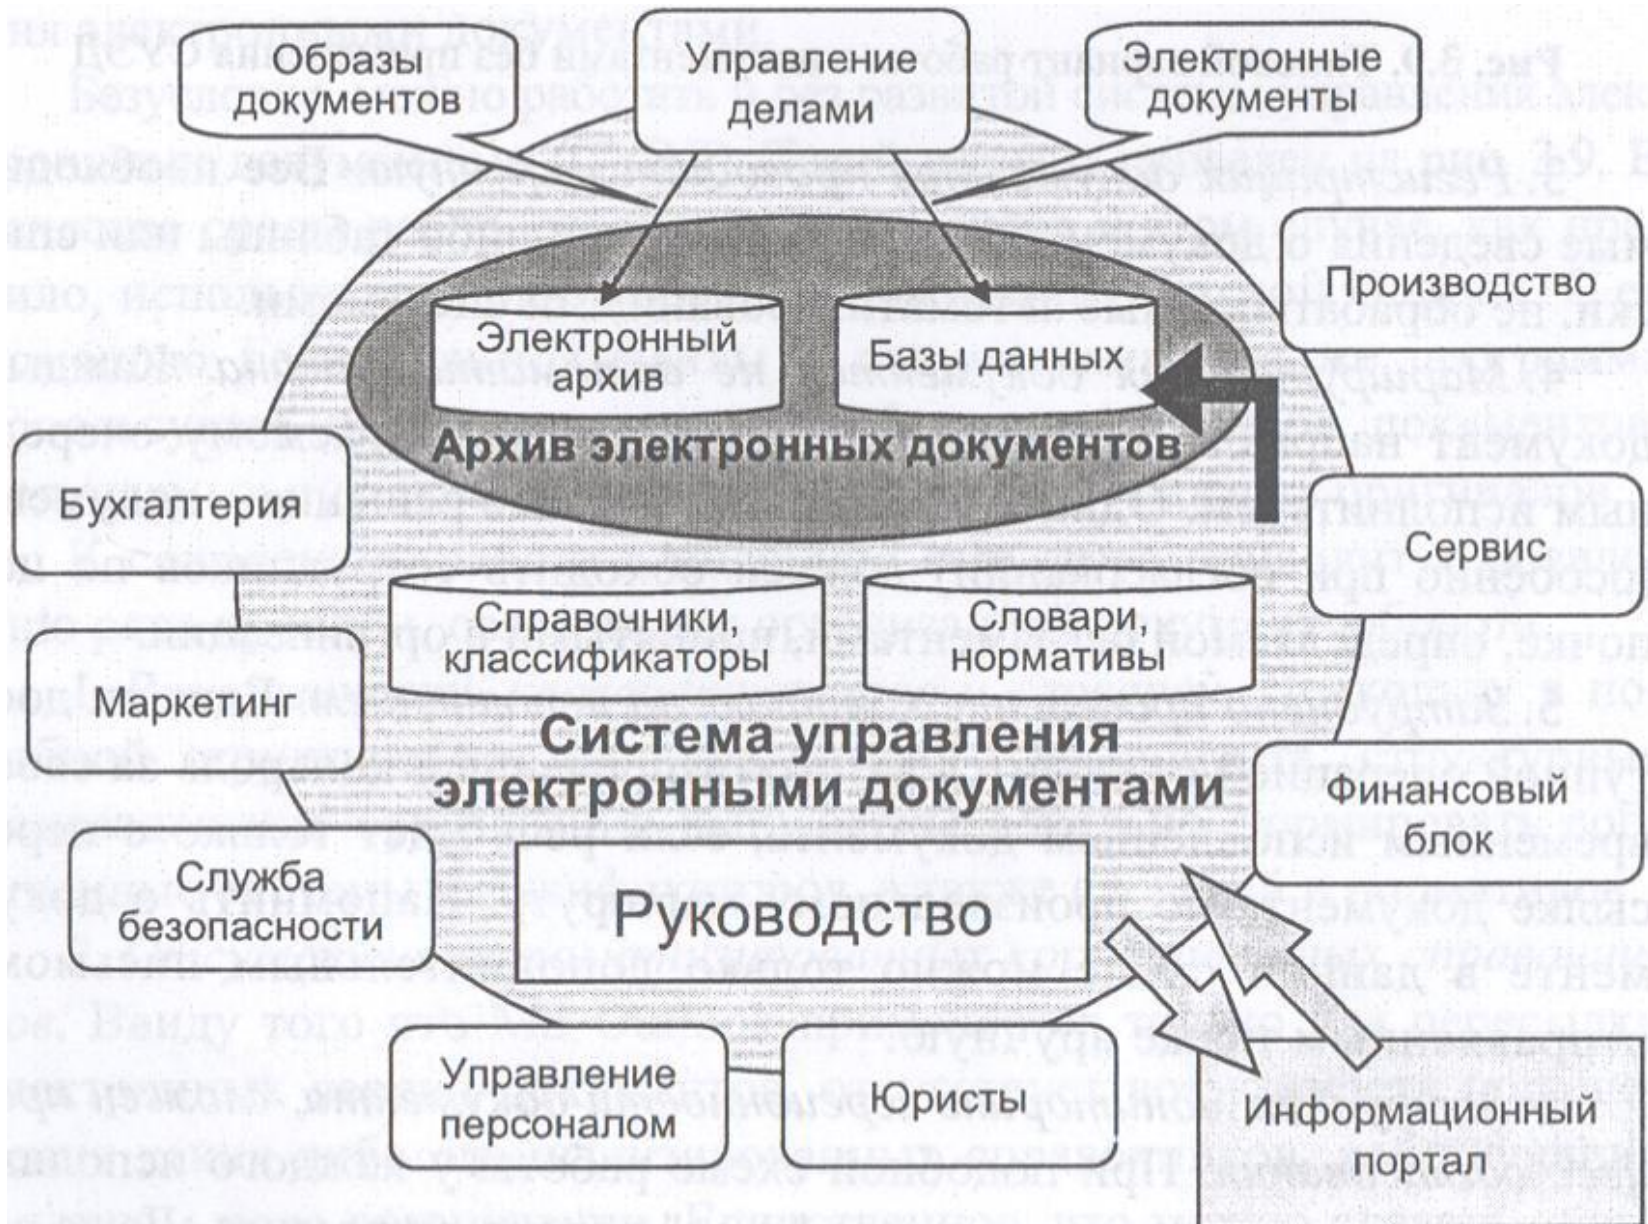 Образы
документов
Управление
делами
Электронные
документы
Производство
Электронный
архив
Базы данных
Архив электронных документов
Бухгалтерия
Сервис
Справочники,
классификаторы
Словари,
нормативы
Маркетинг
Система управления
электронными документами
Финансовый
блок
Служба
безопасности
Руководство
Управление
персоналом
Юристы
Информационный
портал